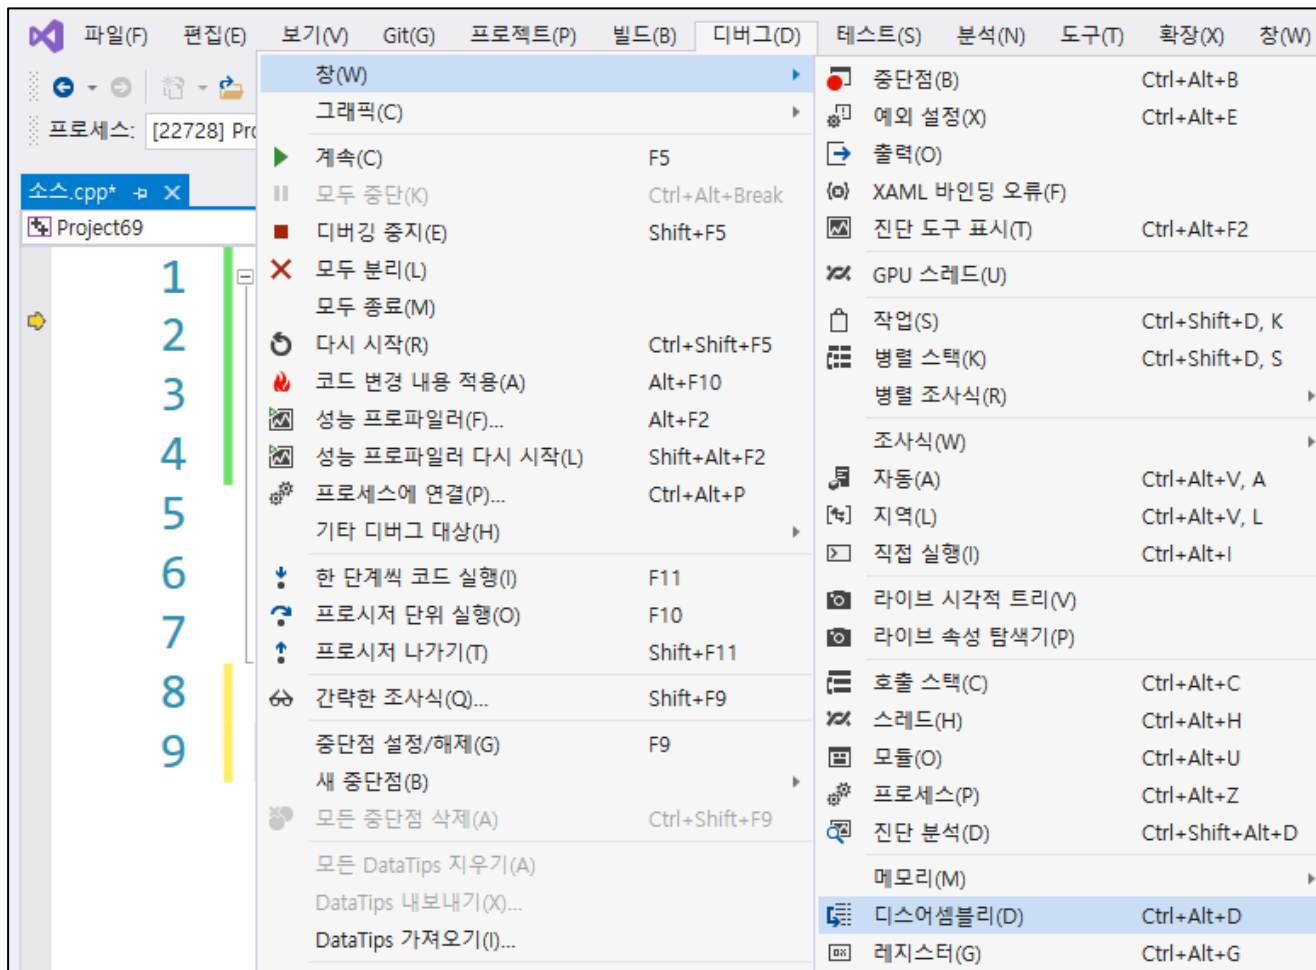 파일(F) 편집(E) 보기(V) Git(G) 프로젝트(P) 빌드(B) 디버그(D) 테스트(S) 분석(N) 도구(T) 확장(X) 창(W)
프로세스: [22728] Pro
소스.cpp*
Project69
1
2
3
4
5
6
7
8
9
창(W)
그래픽(C)
계속(C) F5
모두 중단(K) Ctrl+Alt+Break
디버깅 중지(E) Shift+F5
모두 분리(L)
모두 종료(M)
다시 시작(R) Ctrl+Shift+F5
코드 변경 내용 적용(A) Alt+F10
성능 프로파일러(F)... Alt+F2
성능 프로파일러 다시 시작(L) Shift+Alt+F2
프로세스에 연결(P)... Ctrl+Alt+P
기타 디버그 대상(H)
한 단계씩 코드 실행(I) F11
프로시저 단위 실행(O) F10
프로시저 나가기(T) Shift+F11
간략한 조사식(Q)... Shift+F9
중단점 설정/해제(G) F9
새 중단점(B)
모든 중단점 삭제(A) Ctrl+Shift+F9
모든 DataTips 지우기(A)
DataTips 내보내기(X)...
DataTips 가져오기(I)...
중단점(B) Ctrl+Alt+B
예외 설정(X) Ctrl+Alt+E
출력(O)
XAML 바인딩 오류(F)
진단 도구 표시(T) Ctrl+Alt+F2
GPU 스레드(U)
작업(S) Ctrl+Shift+D, K
병렬 스택(K) Ctrl+Shift+D, S
병렬 조사식(R)
조사식(W)
자동(A) Ctrl+Alt+V, A
지역(L) Ctrl+Alt+V, L
직접 실행(I) Ctrl+Alt+I
라이브 시각적 트리(V)
라이브 속성 탐색기(P)
호출 스택(C) Ctrl+Alt+C
스레드(H) Ctrl+Alt+H
모듈(O) Ctrl+Alt+U
프로세스(P) Ctrl+Alt+Z
진단 분석(D) Ctrl+Shift+Alt+D
메모리(M)
디스어셈블리(D) Ctrl+Alt+D
레지스터(G) Ctrl+Alt+G